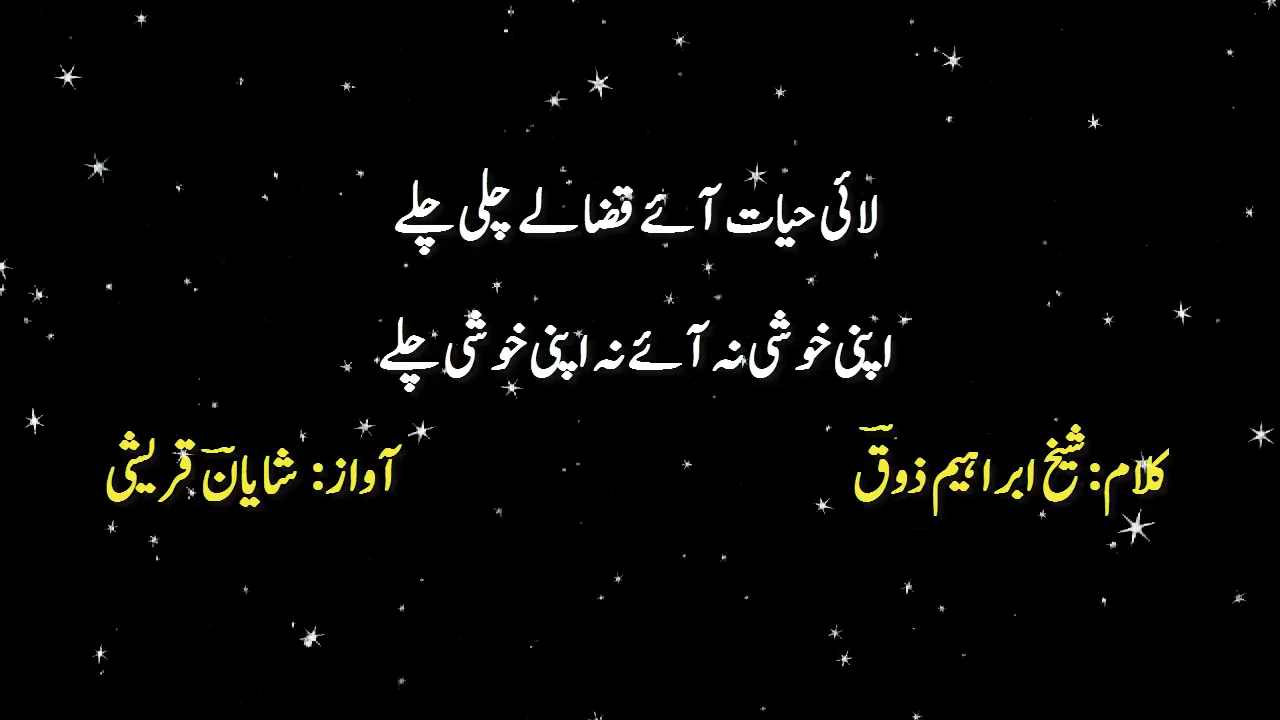 لائی حیات آئے قضا لے چلی چلے
اپنی خوشی نہ آئے نہ اپنی خوشی چلے
کلام: شیخ ابراہیم ذوقؔ
آواز: شایانؔ قریشی